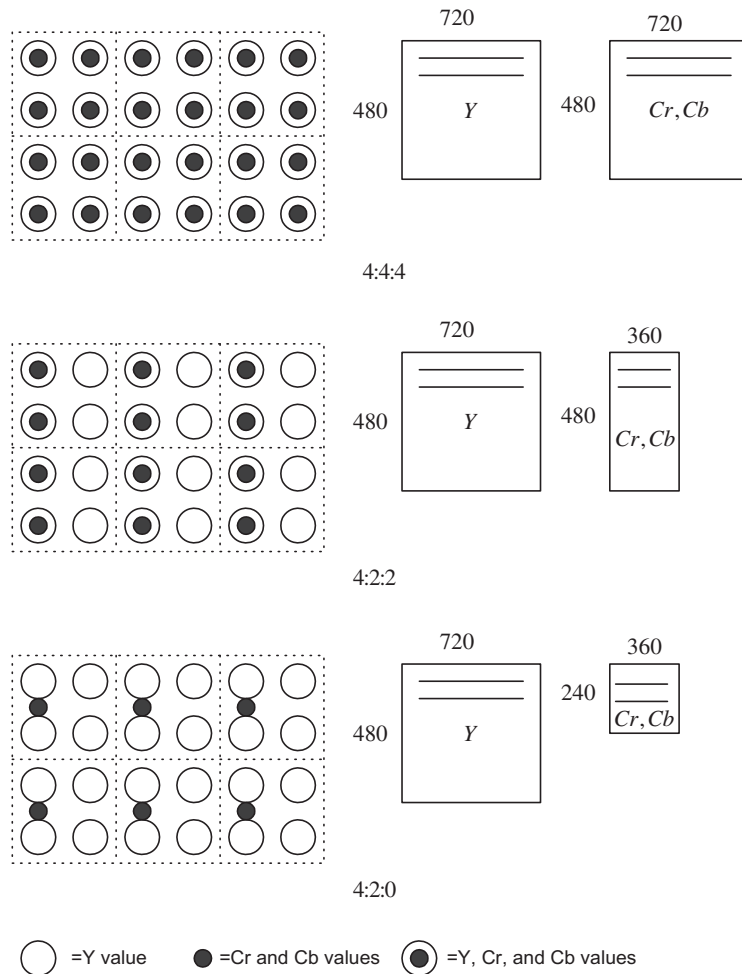 720
720
480
Y
480
Cr, Cb
4:4:4
720
360
480
Y
480
Cr, Cb
4:2:2
720
360
480
Y
240
Cr, Cb
4:2:0
=Y value
=Cr and Cb values
=Y, Cr, and Cb values